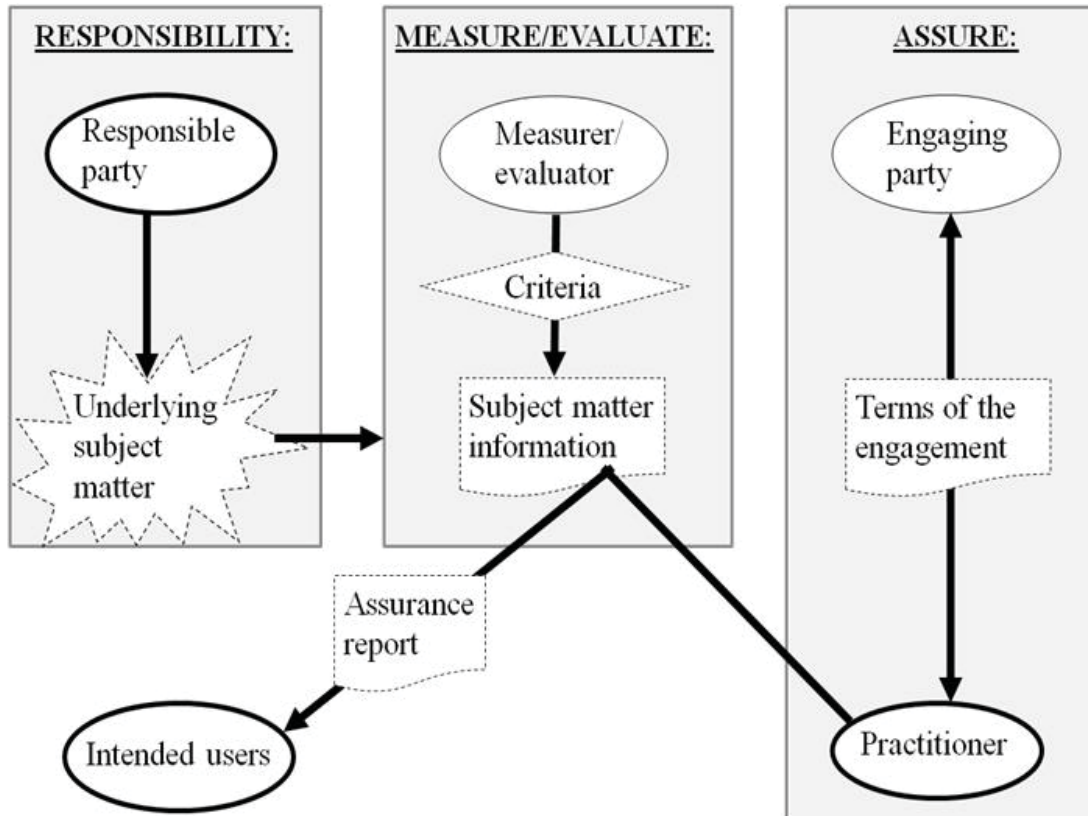 RESPONSIBILITY:
MEASURE/EVALUATE:
ASSURE:
Responsible
party
Measurer/
evaluator
Engaging
party
Criteria
Underlying
subject
matter
Subject matter
information
Terms of the
engagement
Assurance
report
Intended users
Practitioner